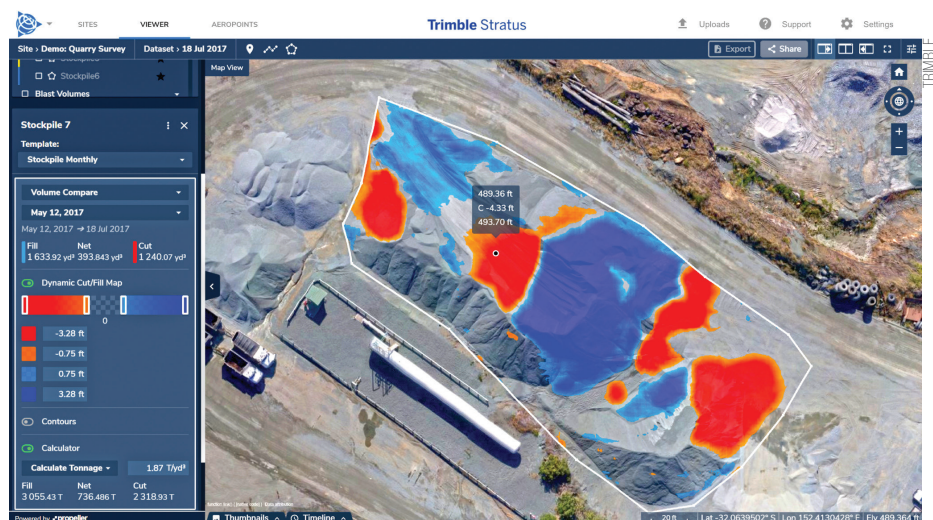 SITES
VIEWER
AEROPOINTS
Trimble Stratus
Uploads
Support
Settings
Site › Demo: Quarry Survey
Dataset › 18 Jul 2017
Export
Share
TRIMBLE
Map View
Stockpile6
Blast Volumes
Stockpile 7
Template:
Stockpile Monthly
Volume Compare
May 12, 2017
May 12, 2017 → 18 Jul 2017
Fill Net Cut
1 633.92 yd³ 393.843 yd³ 1 240.07 yd³
Dynamic Cut/Fill Map
0
-3.28 ft
-0.75 ft
0.75 ft
3.28 ft
Contours
Calculator
Calculate Tonnage 1.87 T/yd³
Fill Net Cut
3 055.43 T 736.486 T 2 318.93 T
Powered by propeller
489.36 ft
C -4.33 ft
493.70 ft
Thumbnails
Timeline
20 ft
Lat -32.0639502° S | Lon 152.4130428° E | Elv 489.364 ft